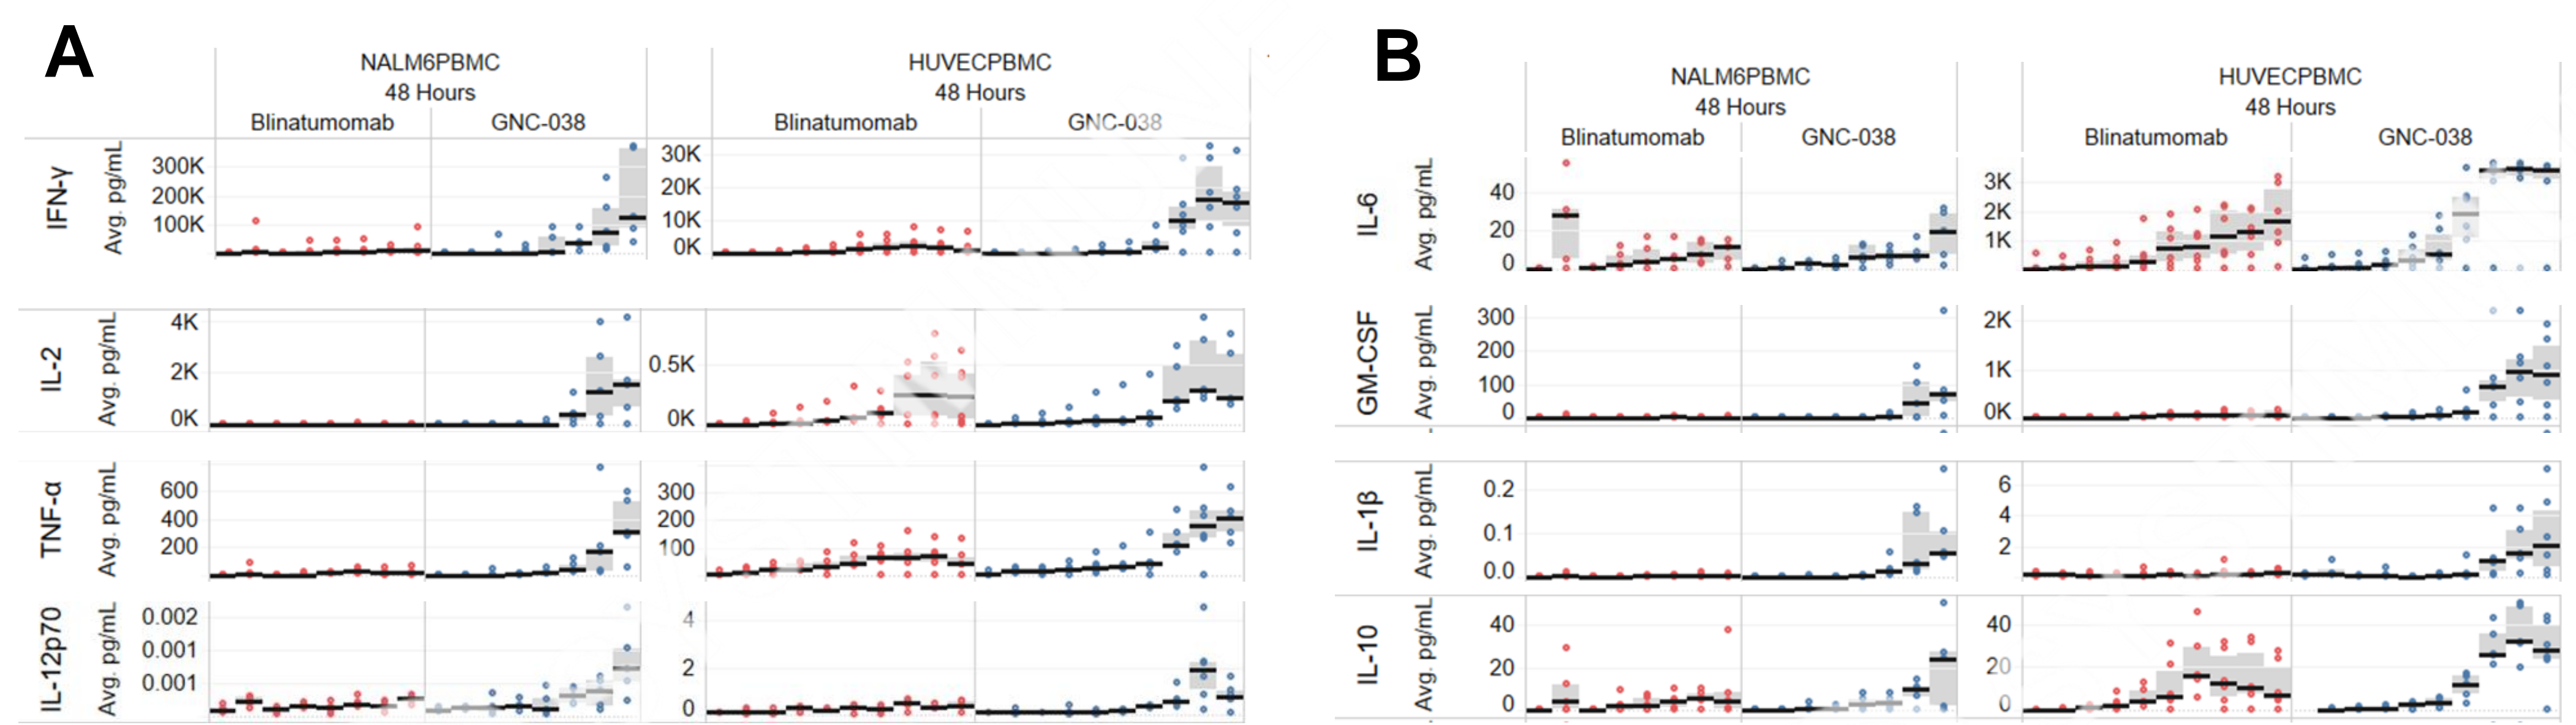 A
NALM6PBMC
48 Hours
Blinatumomab
GNC-038
HUVECPBMC
48 Hours
Blinatumomab
GNC-038
IFN-γ
Avg. pg/mL
300K
200K
100K
30K
20K
10K
0K
IL-2
Avg. pg/mL
4K
2K
0K
0.5K
0K
TNF-α
Avg. pg/mL
600
400
200
300
200
100
IL-12p70
Avg. pg/mL
0.002
0.001
0.001
4
2
0
B
NALM6PBMC
48 Hours
Blinatumomab
GNC-038
HUVECPBMC
48 Hours
Blinatumomab
GNC-038
IL-6
Avg. pg/mL
40
20
0
3K
2K
1K
GM-CSF
Avg. pg/mL
300
200
100
0
2K
1K
0K
IL-1β
Avg. pg/mL
0.2
0.1
0.0
6
4
2
IL-10
Avg. pg/mL
40
20
0
40
20
0